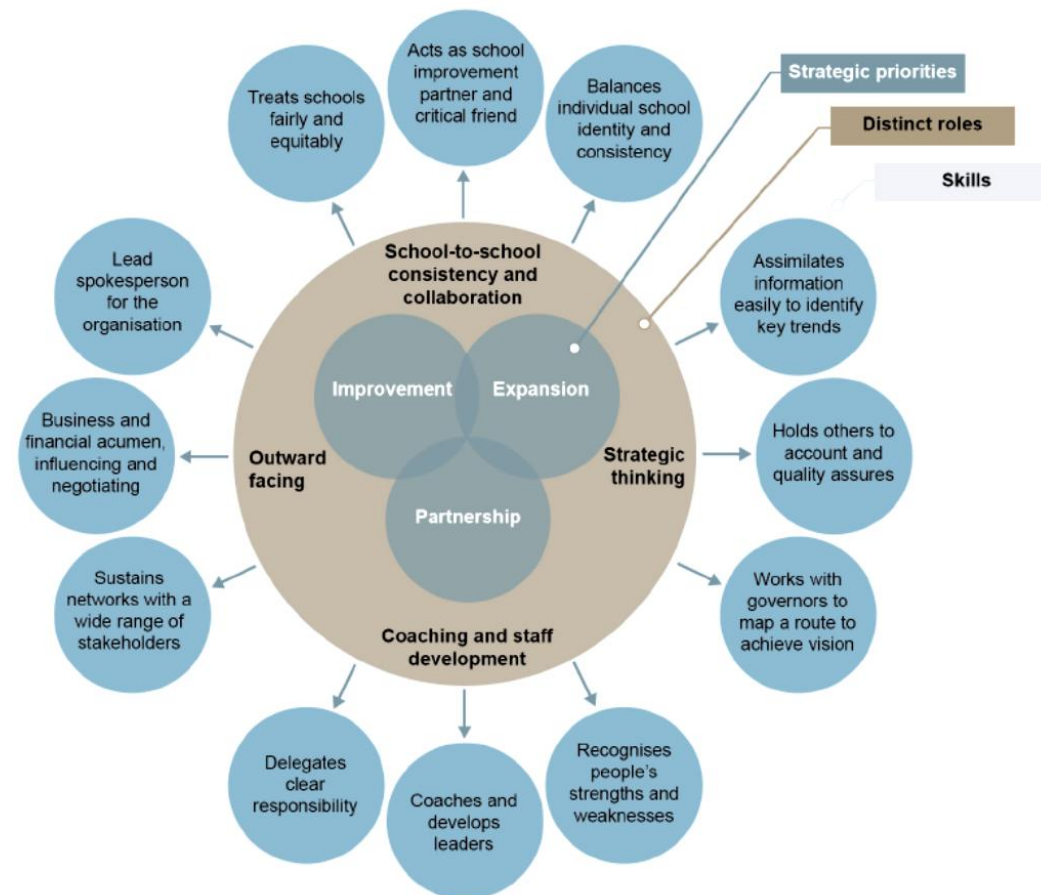 Acts as school
improvement
partner and
critical friend
Treats schools
fairly and
equitably
Balances
individual school
identity and
consistency
Strategic priorities
Distinct roles
Skills
Lead
spokesperson
for the
organisation
School-to-school
consistency and
collaboration
Assimilates
information
easily to identify
key trends
Improvement
Expansion
Business and
financial acumen,
influencing and
negotiating
Outward
facing
Strategic
thinking
Holds others to
account and
quality assures
Partnership
Sustains
networks with a
wide range of
stakeholders
Works with
governors to
map a route to
achieve vision
Coaching and staff
development
Delegates
clear
responsibility
Coaches and
develops
leaders
Recognises
people's
strengths and
weaknesses